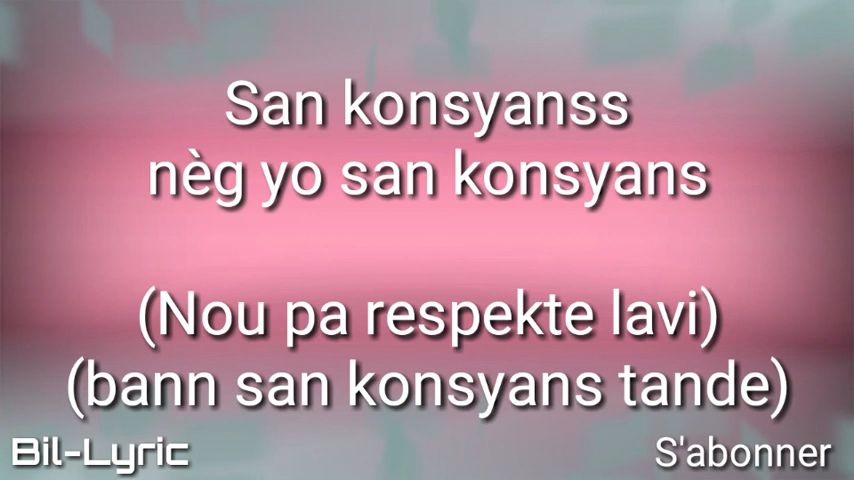 San konsyanss
nèg yo san konsyans
(Nou pa respekte lavi)
(bann san konsyans tande)
Bil-Lyric
S'abonner